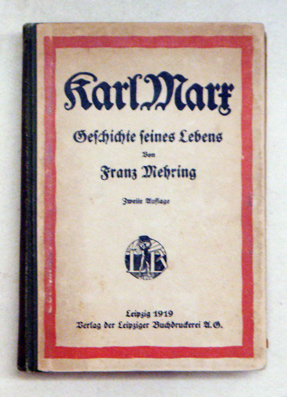 Karl Marx
Geschichte seines Lebens
Von
Franz Mehring
Zweite Auflage
Leipzig 1919
Verlag der Leipziger Buchdruckerei A.G.